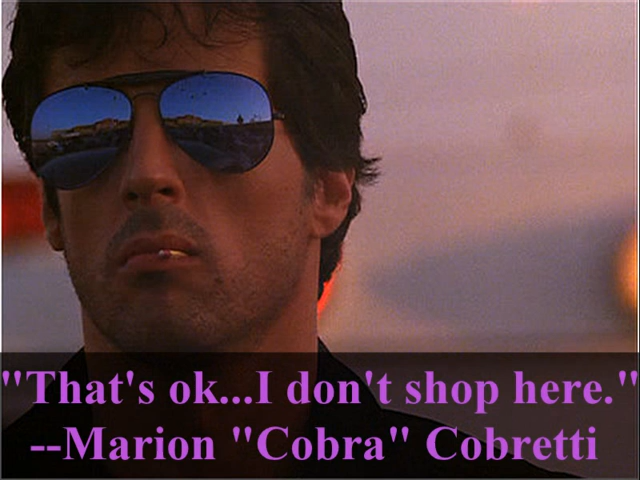 "That's ok...I don't shop here."
--Marion "Cobra" Cobretti